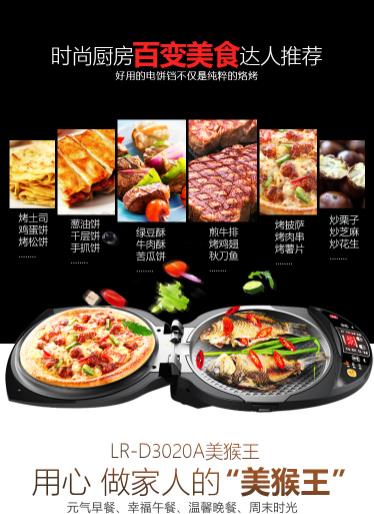 时尚厨房百变美食达人推荐
好用的电饼铛不仅是纯粹的烙烤
烤土司
鸡蛋饼
烤松饼
........
葱油饼
千层饼
手抓饼
........
绿豆酥
牛肉酥
苦瓜饼
........
煎牛排
烤鸡翅
秋刀鱼
........
烤披萨
烤肉串
烤薯片
........
炒栗子
炒芝麻
炒花生
........
LR-D3020A美猴王
用心 做家人的“美猴王”
元气早餐、幸福午餐、温馨晚餐、周末时光